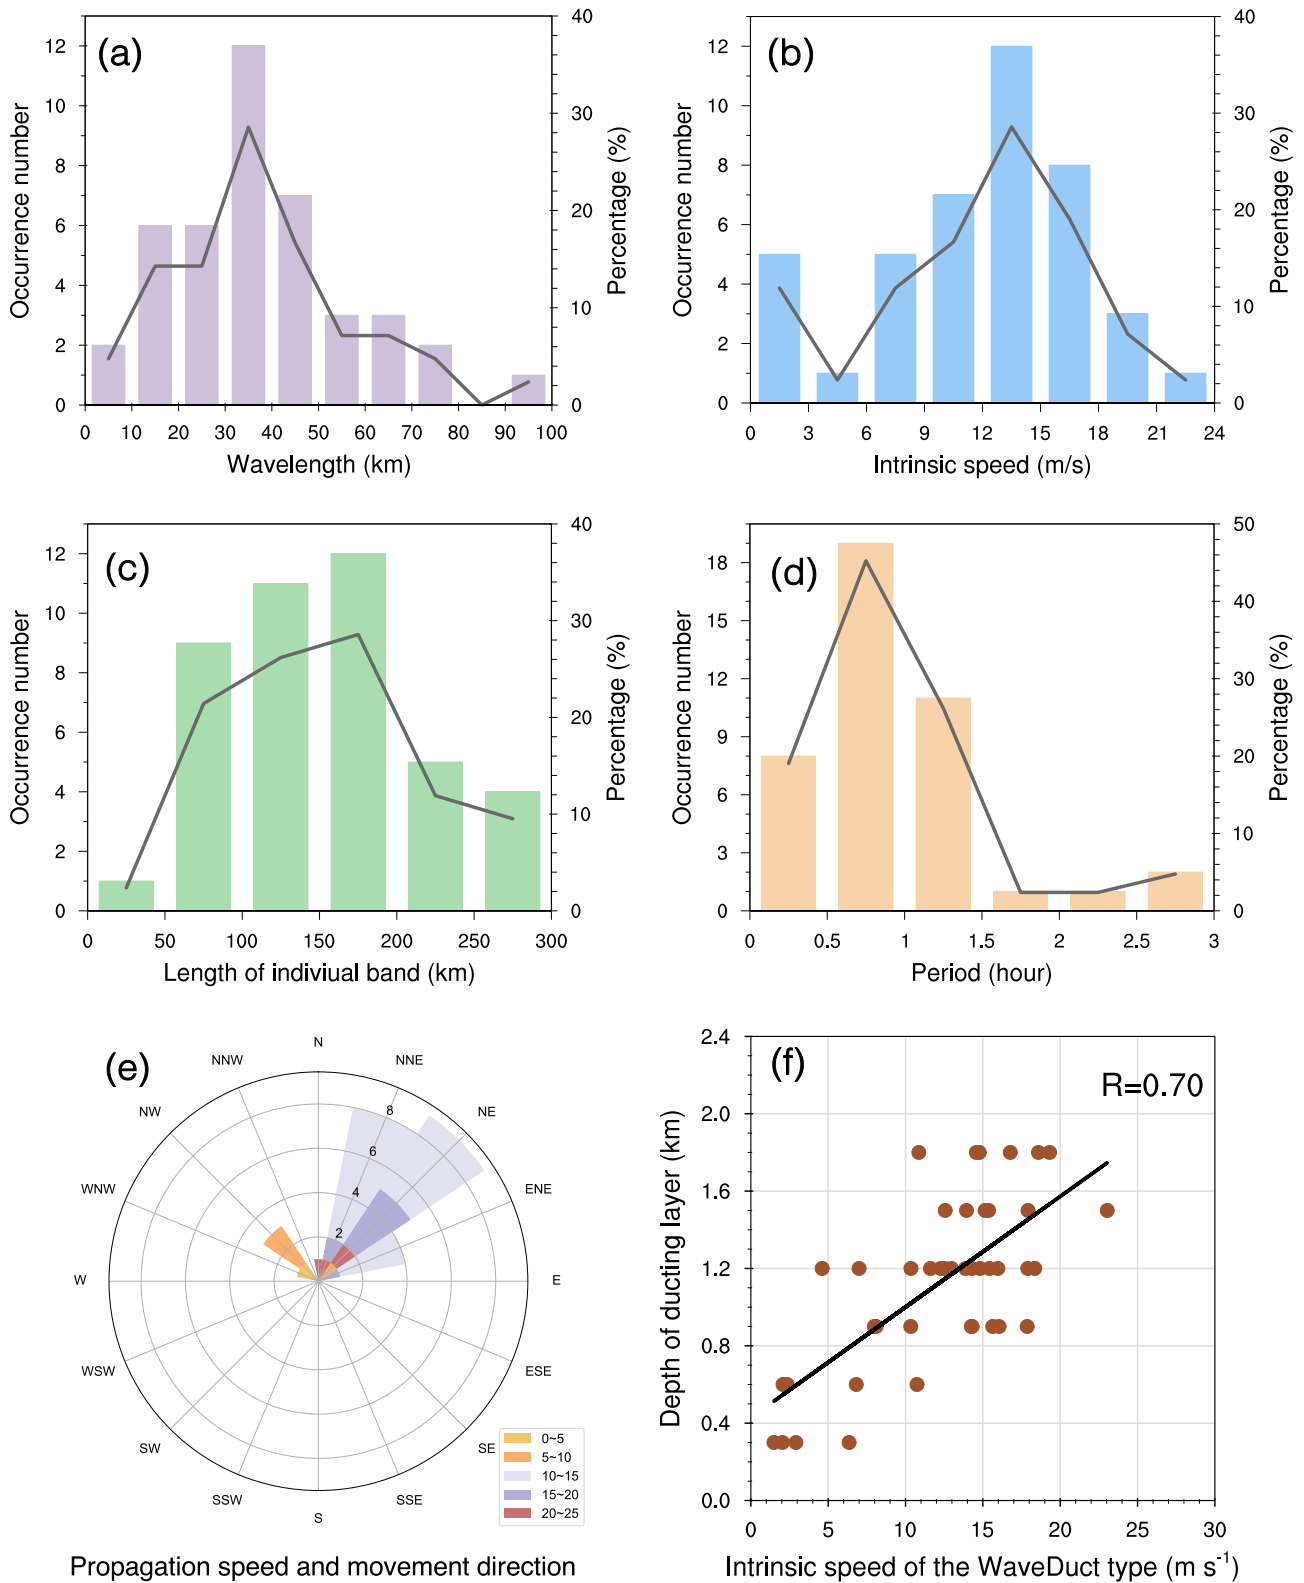 (a)
Occurrence number
12
10
8
6
4
2
0
40
30
20
10
0
Percentage (%)
0 10 20 30 40 50 60 70 80 90 100
Wavelength (km)
(b)
Occurrence number
12
10
8
6
4
2
0
40
30
20
10
0
Percentage (%)
0 3 6 9 12 15 18 21 24
Intrinsic speed (m/s)
(c)
Occurrence number
12
10
8
6
4
2
0
40
30
20
10
0
Percentage (%)
0 50 100 150 200 250 300
Length of indiviual band (km)
(d)
Occurrence number
18
15
12
9
6
3
0
50
40
30
20
10
0
Percentage (%)
0 0.5 1 1.5 2 2.5 3
Period (hour)
(e)
N
NNE
NE
ENE
E
ESE
SE
SSE
S
SSW
SW
WSW
W
WNW
NW
NNW
8
6
4
2
0~5
5~10
10~15
15~20
20~25
Propagation speed and movement direction
(f)
R=0.70
Depth of ducting layer (km)
2.4
2.0
1.6
1.2
0.8
0.4
0.0
0 5 10 15 20 25 30
Intrinsic speed of the WaveDuct type (m s⁻¹)